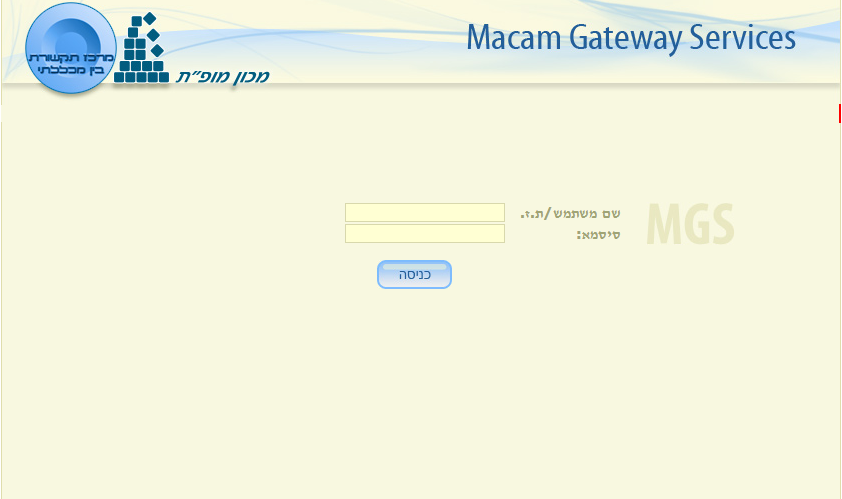 Macam Gateway Services
מרכז תקשורת
בין מכללתי
מכון מופ״ת
MGS
שם משתמש/ת.ז.
סיסמא:
כניסה